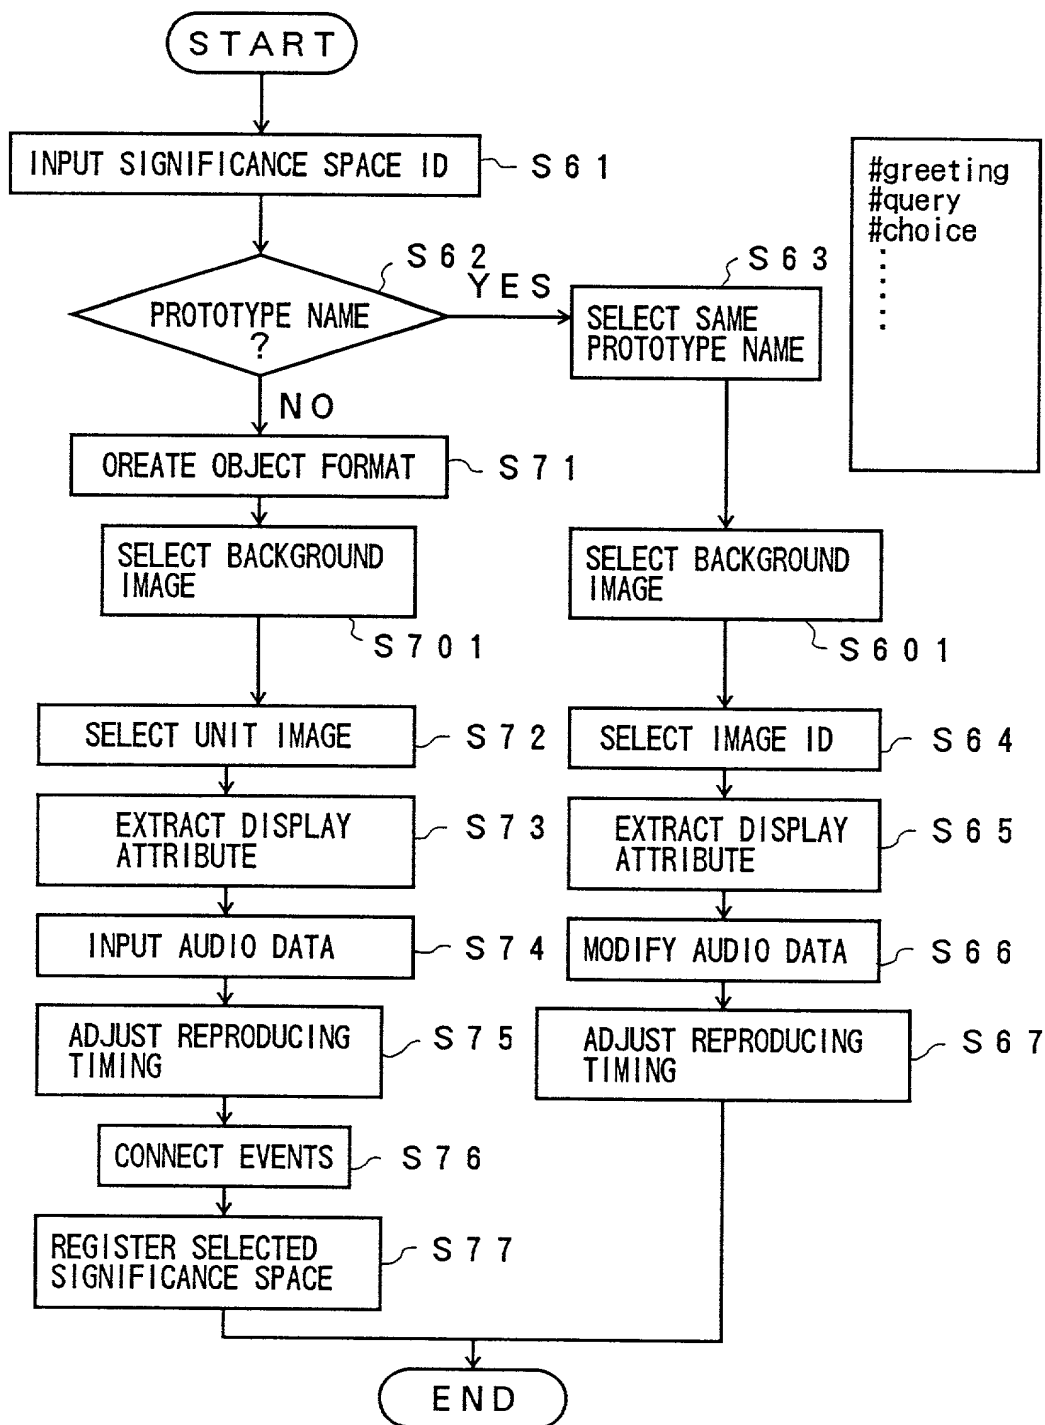 START
INPUT SIGNIFICANCE SPACE ID
S61
#greeting
#query
#choice
S62
YES
S63
PROTOTYPE NAME
?
SELECT SAME
PROTOTYPE NAME
NO
OREATE OBJECT FORMAT
S71
SELECT BACKGROUND
IMAGE
S701
SELECT BACKGROUND
IMAGE
S601
SELECT UNIT IMAGE
S72
SELECT IMAGE ID
S64
EXTRACT DISPLAY
ATTRIBUTE
S73
EXTRACT DISPLAY
ATTRIBUTE
S65
INPUT AUDIO DATA
S74
MODIFY AUDIO DATA
S66
ADJUST REPRODUCING
TIMING
S75
ADJUST REPRODUCING
TIMING
S67
CONNECT EVENTS
S76
REGISTER SELECTED
SIGNIFICANCE SPACE
S77
END